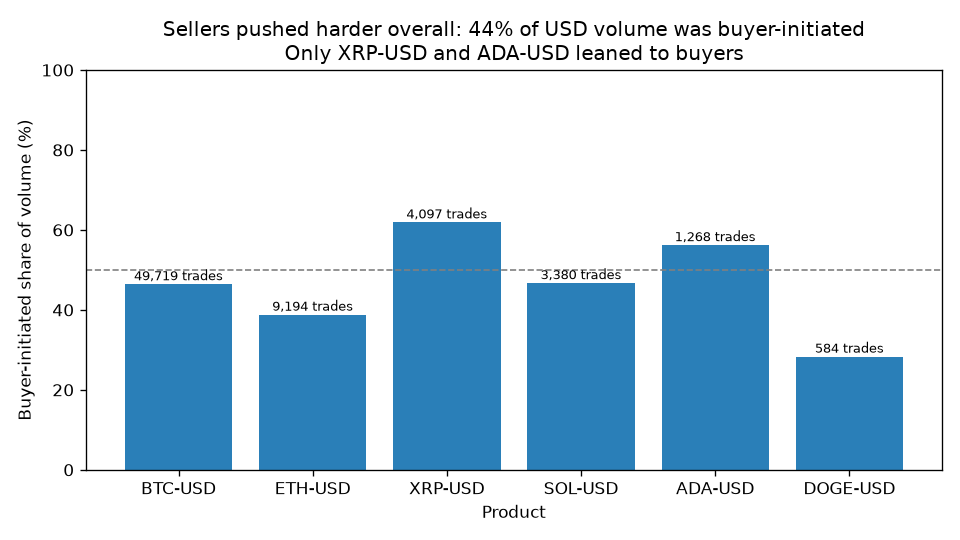 Sellers pushed harder overall: 44% of USD volume was buyer-initiated
Only XRP-USD and ADA-USD leaned to buyers
Buyer-initiated share of volume (%)
100
80
60
40
20
0
49,719 trades
9,194 trades
4,097 trades
3,380 trades
1,268 trades
584 trades
BTC-USD
ETH-USD
XRP-USD
SOL-USD
ADA-USD
DOGE-USD
Product